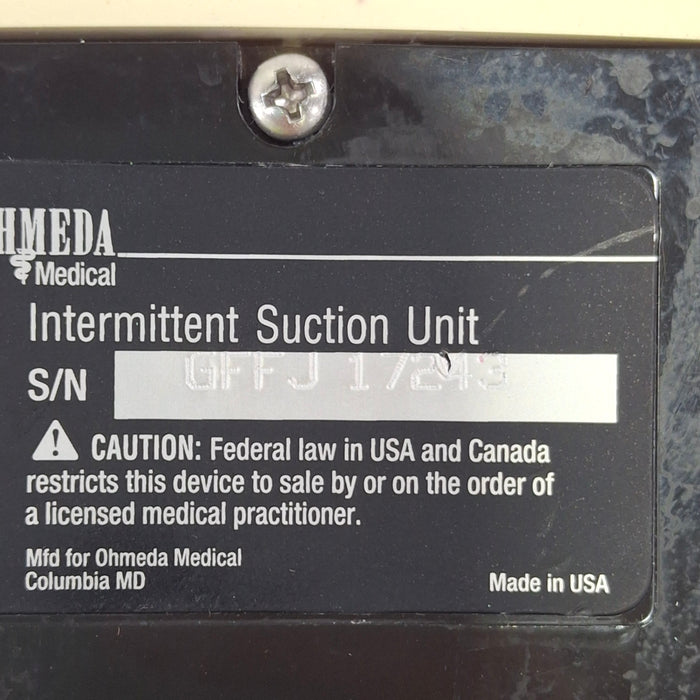 OHMEDA
Medical
Intermittent Suction Unit
S/N GFFJ 17243
CAUTION: Federal law in USA and Canada
restricts this device to sale by or on the order of
a licensed medical practitioner.
Mfd for Ohmeda Medical
Columbia MD
Made in USA